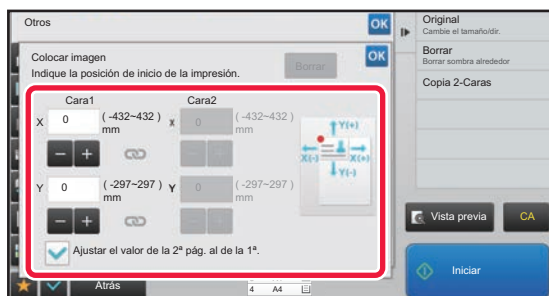 Otros
OK
Colocar imagen
OK
Indique la posición de inicio de la impresión.
Borrar
Cara1
Cara2
X 0 ( -432~432 ) mm
X 0 ( -432~432 ) mm
Y(+)
X(-) X(+)
Y(-)
- +
- +
Y 0 ( -297~297 ) mm
Y 0 ( -297~297 ) mm
- +
- +
Ajustar el valor de la 2ª pág. al de la 1ª.
Atrás
4 A4
Original
Cambie el tamaño/dir.
Borrar
Borrar sombra alrededor
Copia 2-Caras
Vista previa
CA
Iniciar